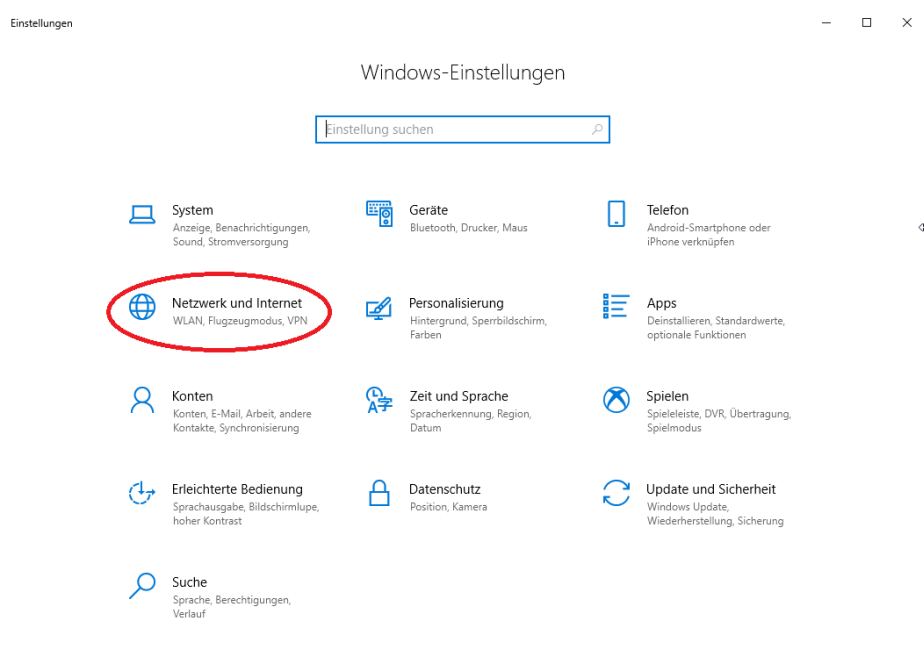 Einstellungen
Windows-Einstellungen
Einstellung suchen
System
Anzeige, Benachrichtigungen,
Sound, Stromversorgung
Geräte
Bluetooth, Drucker, Maus
Telefon
Android-Smartphone oder
iPhone verknüpfen
Netzwerk und Internet
WLAN, Flugzeugmodus, VPN
Personalisierung
Hintergrund, Sperrbildschirm,
Farben
Apps
Deinstallieren, Standardwerte,
optionale Funktionen
Konten
Konten, E-Mail, Arbeit, andere
Kontakte, Synchronisierung
Zeit und Sprache
Spracherkennung, Region,
Datum
Spielen
Spieleleiste, DVR, Übertragung,
Spielmodus
Erleichterte Bedienung
Sprachausgabe, Bildschirmlupe,
hoher Kontrast
Datenschutz
Position, Kamera
Update und Sicherheit
Windows Update,
Wiederherstellung, Sicherung
Suche
Sprache, Berechtigungen,
Verlauf